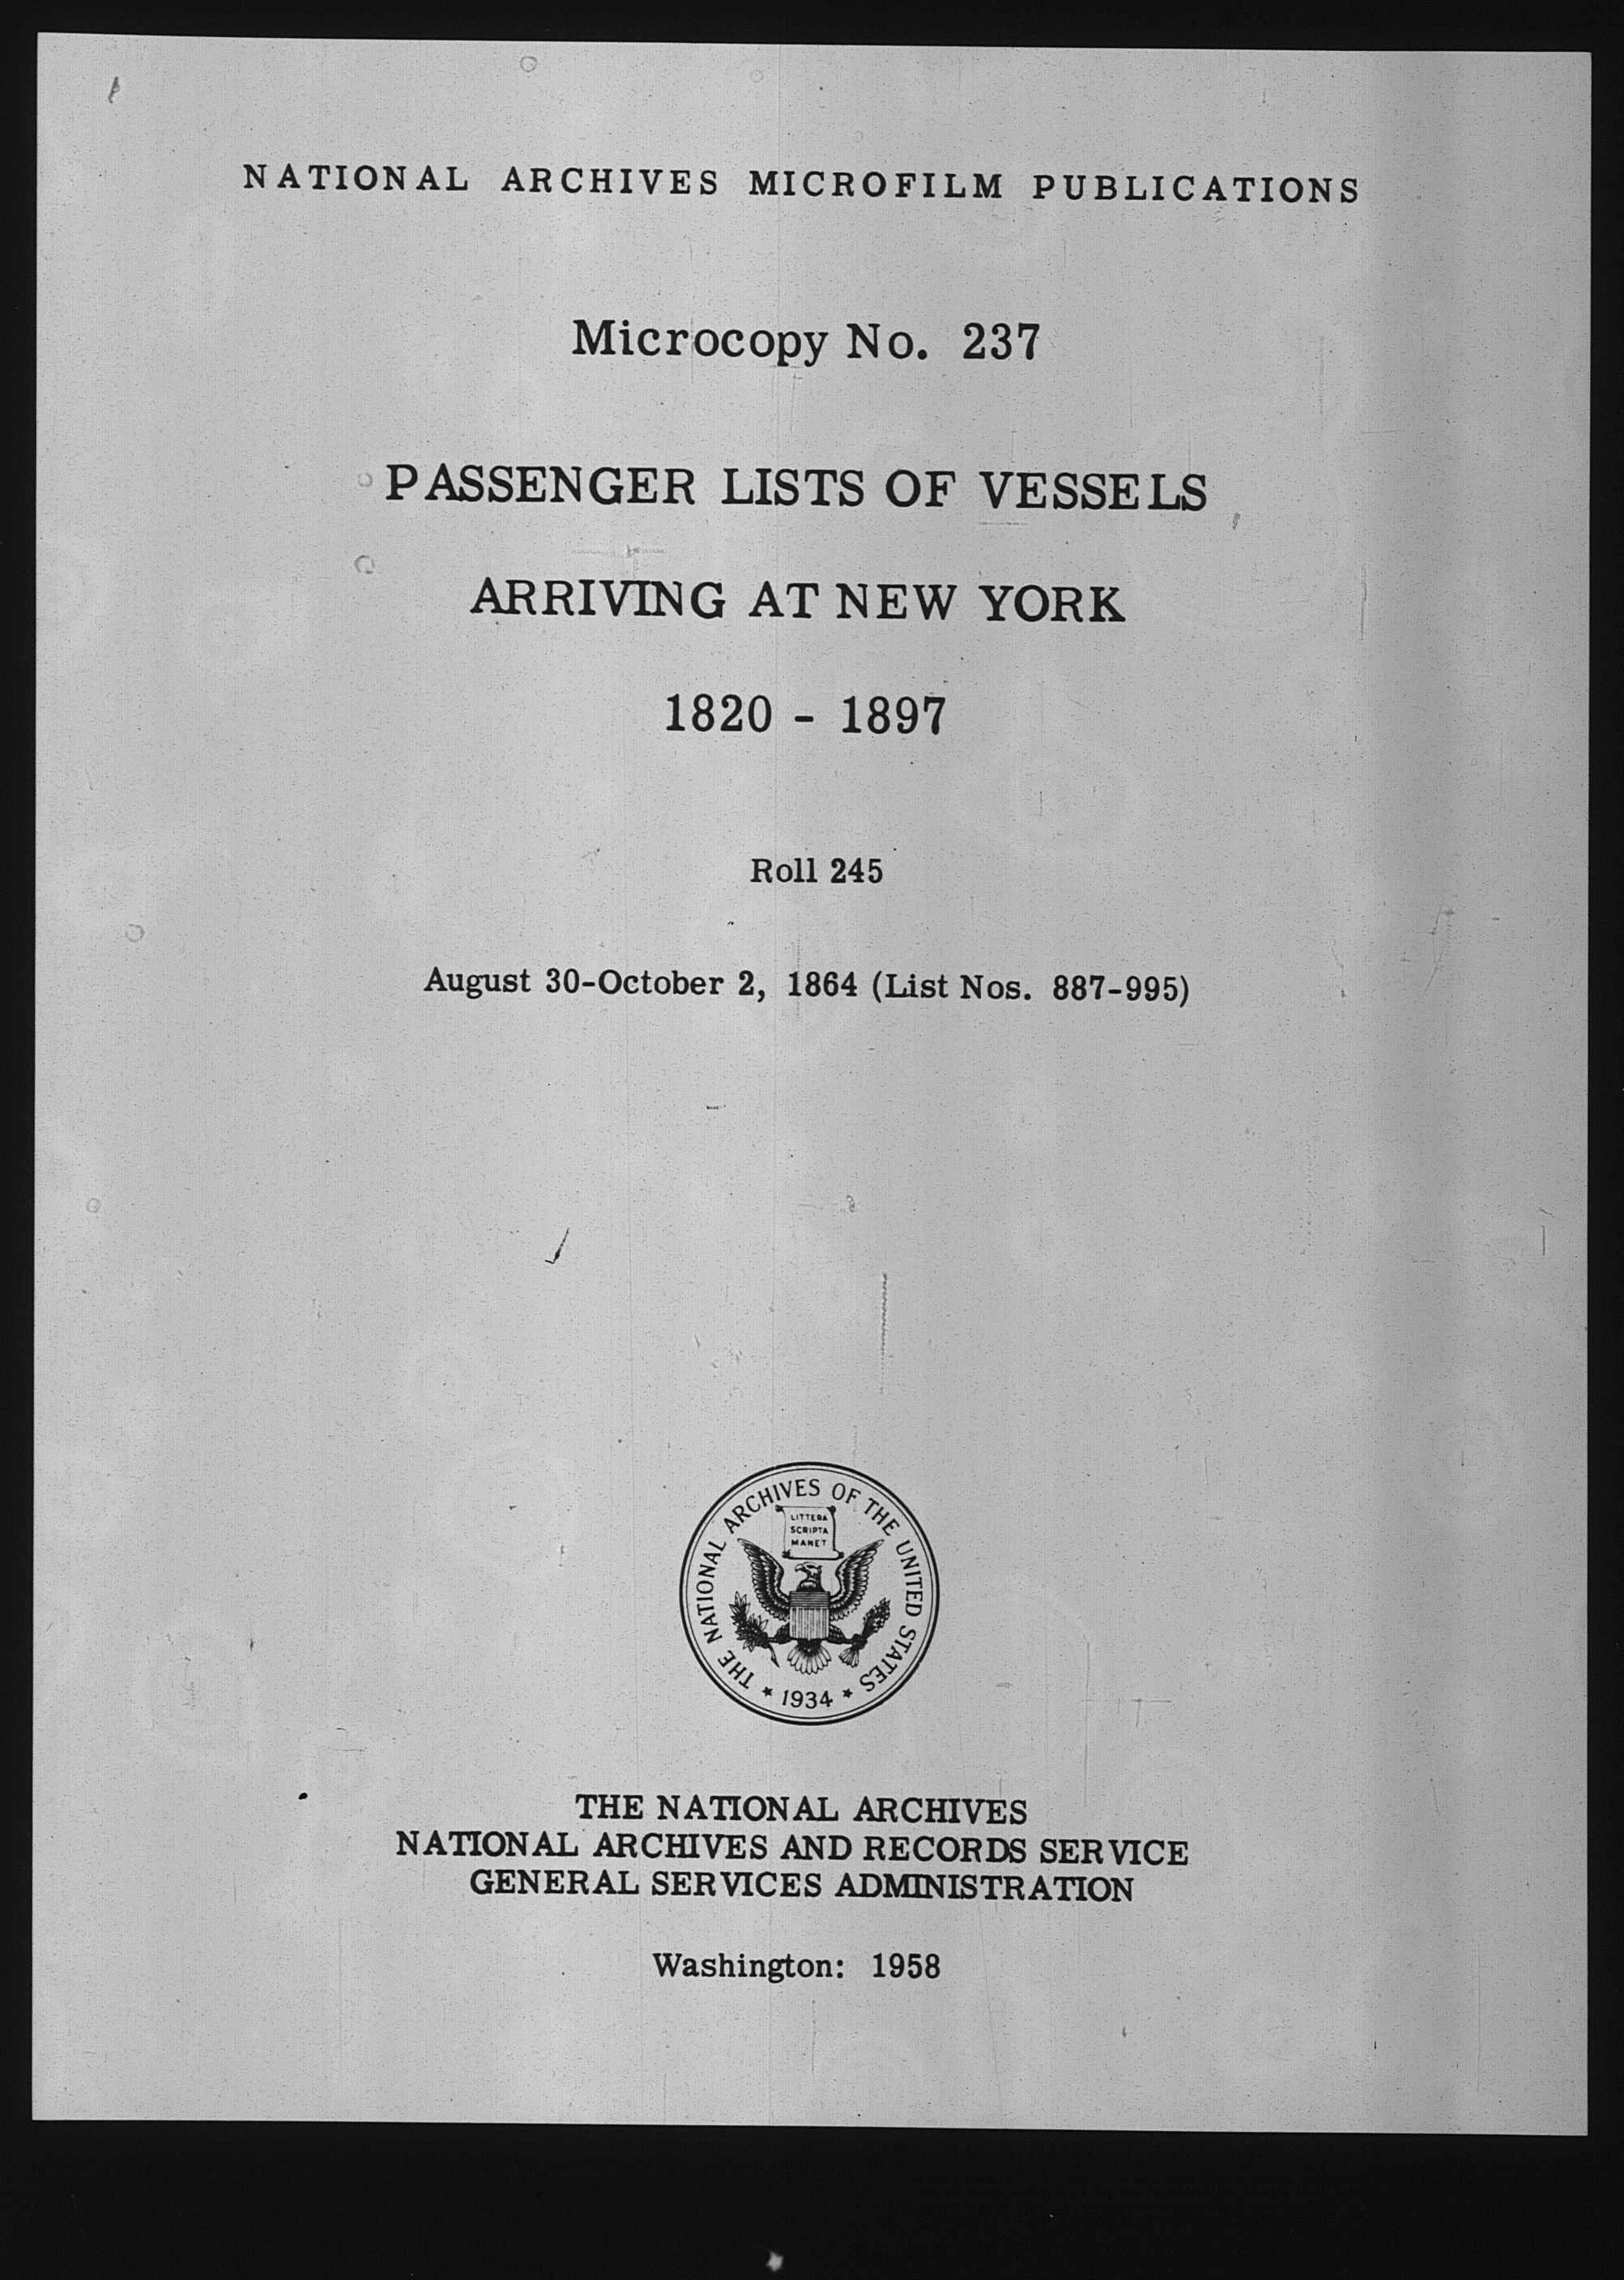 NATIONAL ARCHIVES MICROFILM PUBLICATIONS
Microcopy No. 237
PASSENGER LISTS OF VESSELS
ARRIVING AT NEW YORK
1820 - 1897
Roll 245
August 30-October 2, 1864 (List Nos. 887-995)
THE NATIONAL ARCHIVES OF THE UNITED STATES
LITTERA
SCRIPTA
MANET
★ 1934 ★
THE NATIONAL ARCHIVES
NATIONAL ARCHIVES AND RECORDS SERVICE
GENERAL SERVICES ADMINISTRATION
Washington: 1958